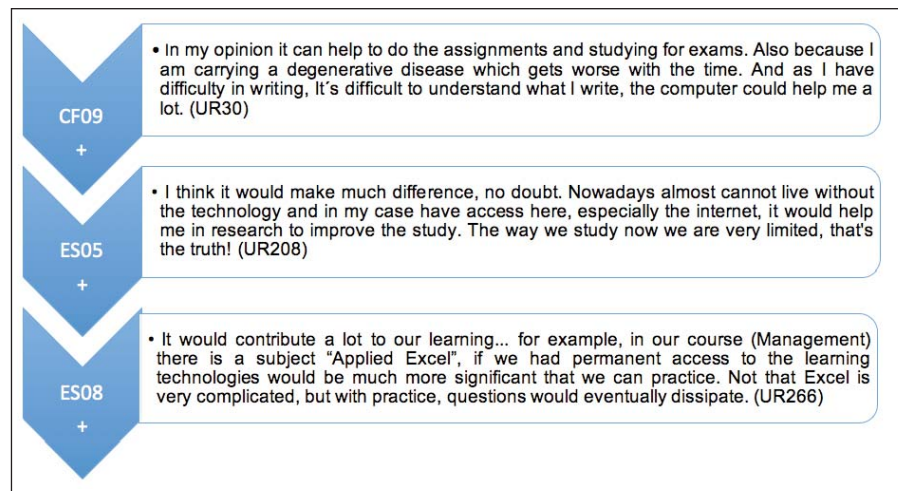 • In my opinion it can help to do the assignments and studying for exams. Also because I
am carrying a degenerative disease which gets worse with the time. And as I have
difficulty in writing, It´s difficult to understand what I write, the computer could help me
a lot. (UR30)
CF09
+
• I think it would make much difference, no doubt. Nowadays almost cannot live without
the technology and in my case have access here, especially the internet, it would help
me in research to improve the study. The way we study now we are very limited, that's
the truth! (UR208)
ES05
+
• It would contribute a lot to our learning... for example, in our course (Management)
there is a subject “Applied Excel”, if we had permanent access to the learning
technologies would be much more significant that we can practice. Not that Excel is
very complicated, but with practice, questions would eventually dissipate. (UR266)
ES08
+